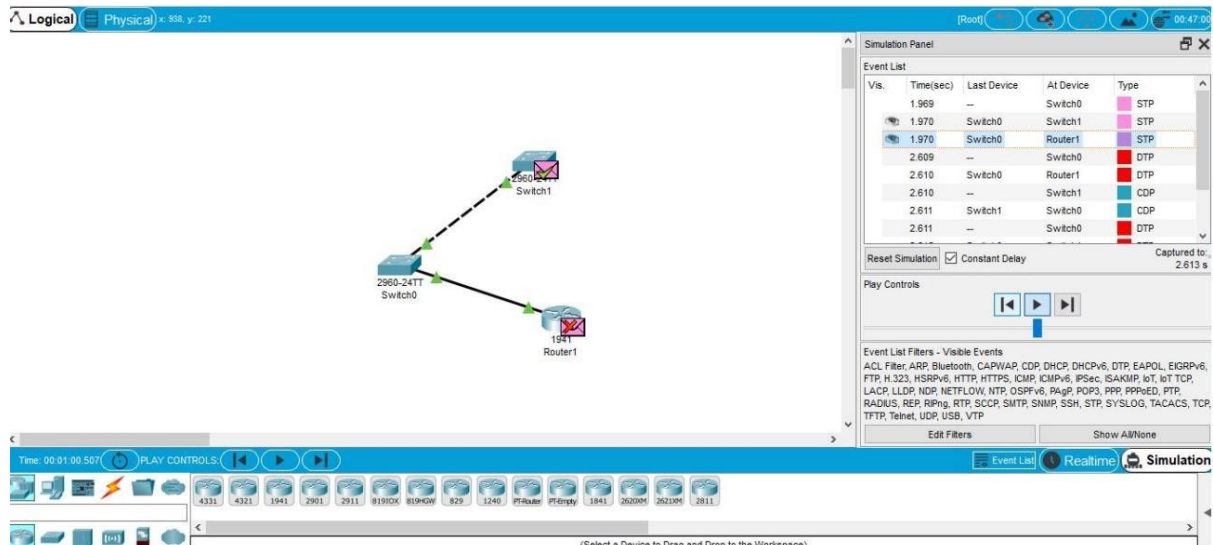 Logical Physical x: 938, y: 221 [Root] 00:47:00
Simulation Panel
Event List
Vis. Time(sec) Last Device At Device Type
1.969 -- Switch0 STP
1.970 Switch0 Switch1 STP
1.970 Switch0 Router1 STP
2.609 -- Switch0 DTP
2.610 Switch0 Router1 DTP
2.610 -- Switch1 CDP
2.611 Switch1 Switch0 CDP
2.611 -- Switch0 DTP
Reset Simulation Constant Delay Captured to:
2.613 s
Play Controls
Event List Filters - Visible Events
ACL Filter, ARP, Bluetooth, CAPWAP, CDP, DHCP, DHCPv6, DTP, EAPOL, EIGRPv6,
FTP, H.323, HSRPv6, HTTP, HTTPS, ICMP, ICMPv6, IPSec, ISAKMP, IoT, IoT TCP,
LACP, LLDP, NDP, NETFLOW, NTP, OSPFv6, PAgP, POP3, PPP, PPPoED, PTP,
RADIUS, REP, RIPng, RTP, SCCP, SMTP, SNMP, SSH, STP, SYSLOG, TACACS, TCP,
TFTP, Telnet, UDP, USB, VTP
Edit Filters Show All/None
2960-24TT
Switch1
2960-24TT
Switch0
1941
Router1
Time: 00:01:00.507 PLAY CONTROLS: Event List Realtime Simulation
4331 4321 1941 2901 2911 819IOX 819HGW 829 1240 PT-Router PT-Empty 1841 2620XM 2621XM 2811
(Select a Device to Drag and Drop to the Workspace)